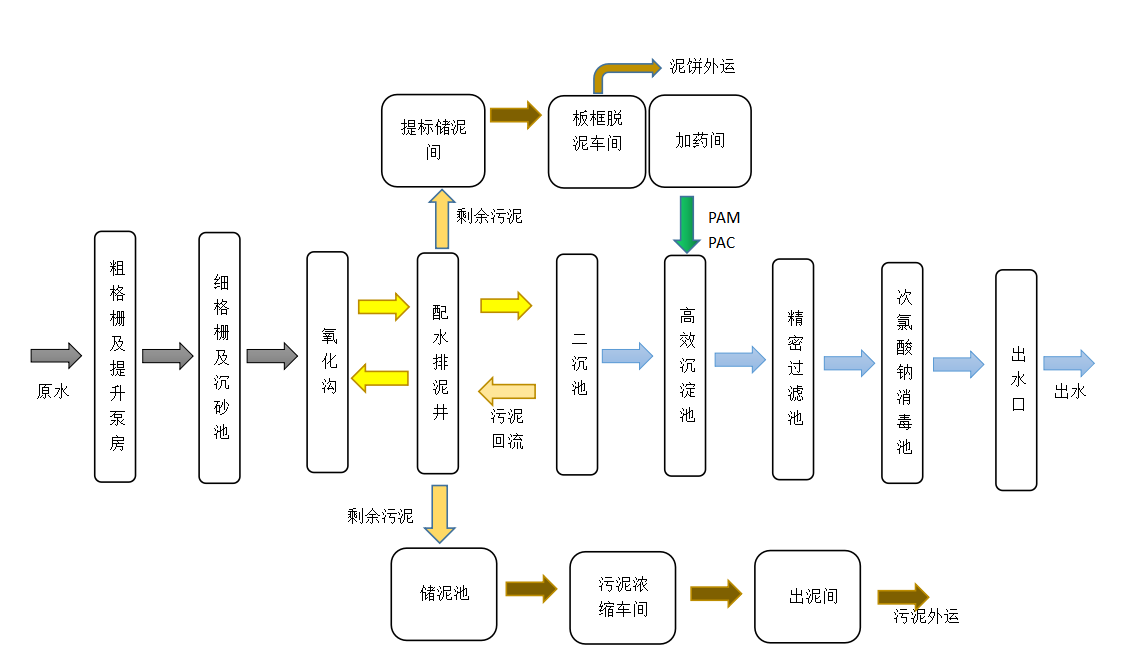 泥饼外运
提标储泥
间
板框脱
泥车间
加药间
剩余污泥
PAM
PAC
原水
粗格栅及提升泵房
细格栅及沉砂池
氧化沟
配水排泥井
污泥
回流
二沉池
高效沉淀池
精密过滤池
次氯酸钠消毒池
出水口
出水
剩余污泥
储泥池
污泥浓
缩车间
出泥间
污泥外运